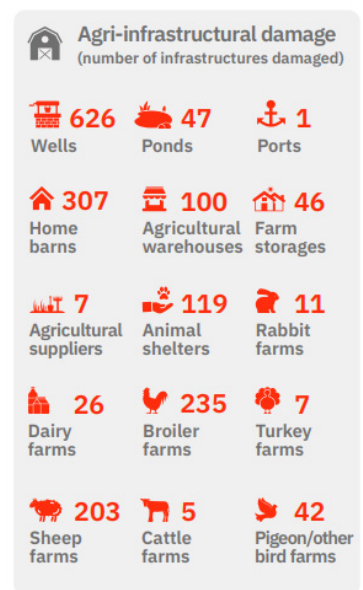 Agri-infrastructural damage
(number of infrastructures damaged)
626 47 1
Wells Ponds Ports
307 100 46
Home Agricultural Farm
barns warehouses storages
7 119 11
Agricultural Animal Rabbit
suppliers shelters farms
26 235 7
Dairy Broiler Turkey
farms farms farms
203 5 42
Sheep Cattle Pigeon/other
farms farms bird farms